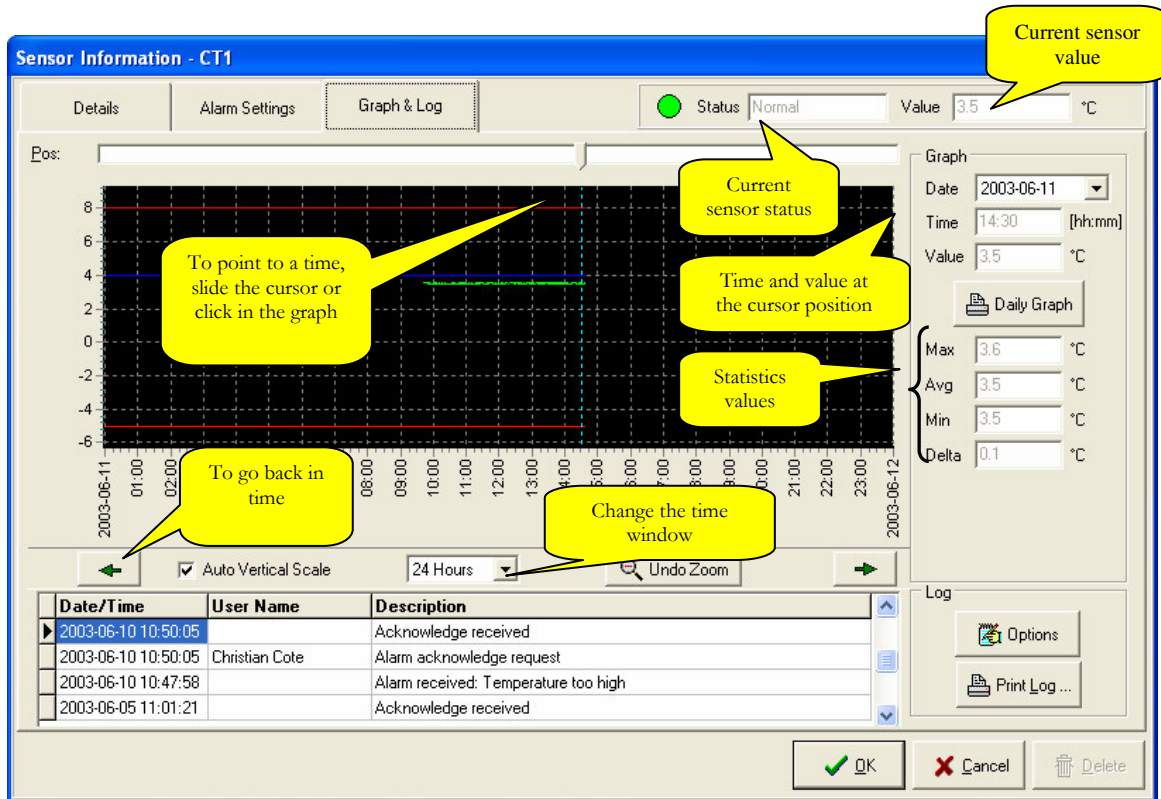 Current sensor
value
Sensor Information - CT1
Details
Alarm Settings
Graph & Log
Status Normal
Value 3.5 °C
Pos:
Current
sensor status
To point to a time,
slide the cursor or
click in the graph
Time and value at
the cursor position
Statistics
values
8
6
4
2
0
-2
-4
-6
2003-06-11
01:00
02:00
08:00
09:00
10:00
11:00
12:00
13:00
21:00
22:00
23:00
2003-06-12
To go back in
time
Change the time
window
Auto Vertical Scale
24 Hours
Undo Zoom
Graph
Date 2003-06-11
Time 14:30 [hh:mm]
Value 3.5 °C
Daily Graph
Max 3.6 °C
Avg 3.5 °C
Min 3.5 °C
Delta 0.1 °C
Date/Time User Name Description
2003-06-10 10:50:05 Acknowledge received
2003-06-10 10:50:05 Christian Cote Alarm acknowledge request
2003-06-10 10:47:58 Alarm received: Temperature too high
2003-06-05 11:01:21 Acknowledge received
Log
Options
Print Log ...
OK
Cancel
Delete